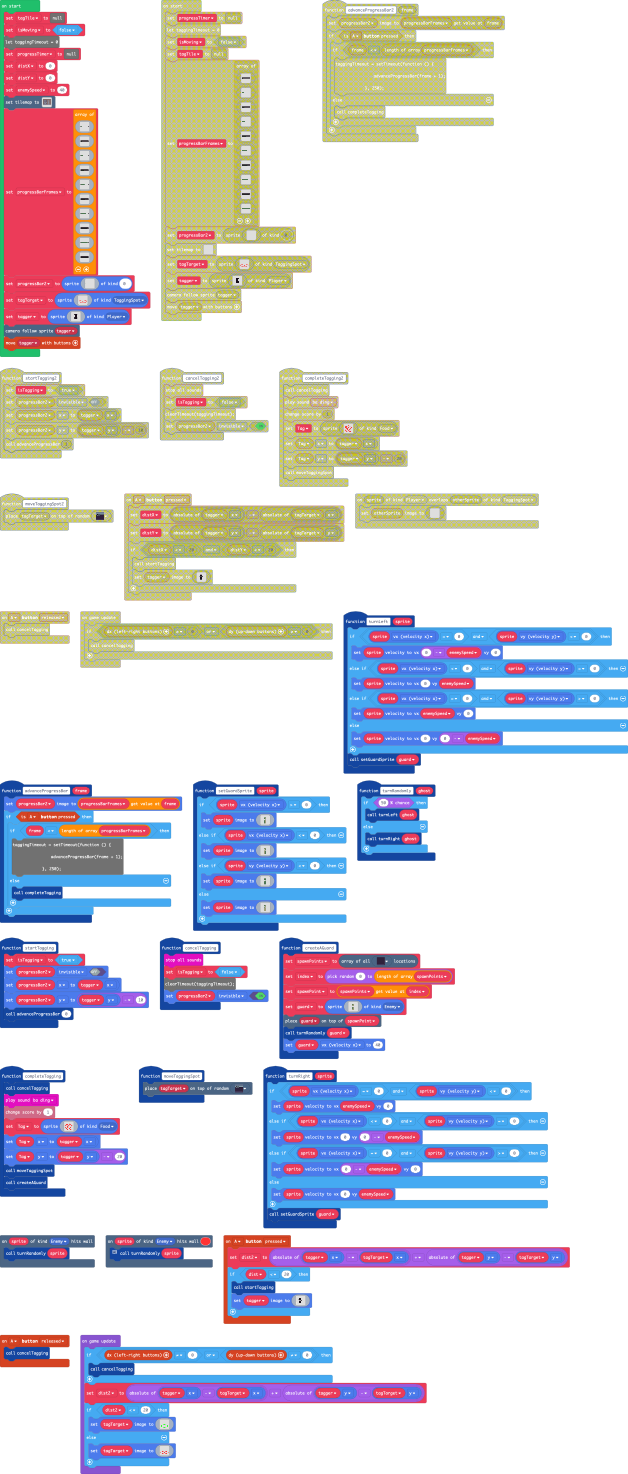 on start
set tagTile to null
set isMoving to false
let taggingTimeout = 0
set progressTimer to null
set distX to 0
set distY to 0
set enemySpeed to 40
set tilemap to
array of
set progressBarFrames to
set progressBar2 to sprite of kind 0
set tagTarget to sprite of kind TaggingSpot
set tagger to sprite of kind Player
camera follow sprite tagger
move tagger with buttons
on start
set progressTimer to null
let taggingTimeout = 0
set isMoving to false
set tagTile to null
array of
set progressBarFrames to
set progressBar2 to sprite of kind
set tilemap to
set tagTarget to sprite of kind TaggingSpot
set tagger to sprite of kind Player
camera follow sprite tagger
move tagger with buttons
function advanceProgressBar2 frame
set progressBar2 image to progressBarFrames get value at frame
if is A button pressed then
if frame < length of array progressBarFrames then
taggingTimeout = setTimeout(function () {
advanceProgressBar(frame + 1);
}, 250);
else
call completeTagging
function startTagging2
set isTagging to true
set progressBar2 invisible
set progressBar2 x to tagger x
set progressBar2 y to tagger y - 10
call advanceProgressBar
function cancelTagging2
stop all sounds
set isTagging to false
clearTimeout(taggingTimeout);
set progressBar2 invisible
function completeTagging2
call cancelTagging
play sound ba ding
change score by 1
set Tag to sprite of kind Food
set Tag x to tagger x
set Tag y to tagger y
call moveTaggingSpot
function moveTaggingSpot2
place tagTarget on top of random
on A button pressed
set distX to absolute of tagger x - absolute of tagTarget x
set distY to absolute of tagger y - absolute of tagTarget y
if distX < 20 and distY < 20 then
call startTagging
set tagger image to
on sprite of kind Player overlaps otherSprite of kind TaggingSpot
set otherSprite image to
on A button released
call cancelTagging
on game update
if dx (left-right buttons) or dy (up-down buttons) then
call cancelTagging
function turnLeft sprite
if sprite vx (velocity x) 0 and sprite vy (velocity y) 0 then
set sprite velocity to vx 0 - enemySpeed vy 0
else if sprite vx (velocity x) 0 and sprite vy (velocity y) 0 then
set sprite velocity to vx 0 vy enemySpeed
else if sprite vx (velocity x) 0 and sprite vy (velocity y) 0 then
set sprite velocity to vx enemySpeed vy 0
else
set sprite velocity to vx 0 vy 0 - enemySpeed
call setGuardSprite guard
function advanceProgressBar frame
set progressBar2 image to progressBarFrames get value at frame
if is A button pressed then
if frame < length of array progressBarFrames then
taggingTimeout = setTimeout(function () {
advanceProgressBar(frame + 1);
}, 250);
else
call completeTagging
function setGuardSprite sprite
if sprite vx (velocity x) 0 then
set sprite image to
else if sprite vx (velocity x) 0 then
set sprite image to
else if sprite vx (velocity x) 0 then
set sprite image to
else
set sprite image to
function turnRandomly ghost
if 50 % chance then
call turnLeft ghost
else
call turnRight ghost
function startTagging
set isTagging to true
set progressBar2 invisible
set progressBar2 x to tagger x
set progressBar2 y to tagger y - 10
call advanceProgressBar 0
function cancelTagging
stop all sounds
set isTagging to false
clearTimeout(taggingTimeout);
set progressBar2 invisible
function createAGuard
set spawnPoints to array of all locations
set index to pick random 0 to length of array spawnPoints
set spawnPoint to spawnPoints get value at index
set guard to sprite of kind Enemy
place guard on top of spawnPoint
call turnRandomly guard
set guard vx (velocity x) to 40
function completeTagging
call cancelTagging
play sound ba ding
change score by 1
set Tag to sprite of kind Food
set Tag x to tagger x
set Tag y to tagger y - 20
call moveTaggingSpot
call createAGuard
function moveTaggingSpot
place tagTarget on top of random
function turnRight sprite
if sprite vx (velocity x) 0 and sprite vy (velocity y) 0 then
set sprite velocity to vx enemySpeed vy 0
else if sprite vx (velocity x) 0 and sprite vy (velocity y) 0 then
set sprite velocity to vx 0 vy 0 - enemySpeed
else if sprite vx (velocity x) 0 and sprite vy (velocity y) 0 then
set sprite velocity to vx 0 - enemySpeed vy 0
else
set sprite velocity to vx 0 vy enemySpeed
call setGuardSprite guard
on sprite of kind Enemy hits wall
call turnRandomly sprite
on sprite of kind Enemy hits wall
call turnRandomly sprite
on A button pressed
set dist2 to absolute of tagger x - tagTarget x + absolute of tagger y - tagTarget y
if dist < 20 then
call startTagging
set tagger image to
on A button released
call cancelTagging
on game update
if dx (left-right buttons) 0 or dy (up-down buttons) 0 then
call cancelTagging
set dist2 to absolute of tagger x - tagTarget x + absolute of tagger y - tagTarget y
if dist2 < 20 then
set tagTarget image to
else
set tagTarget image to